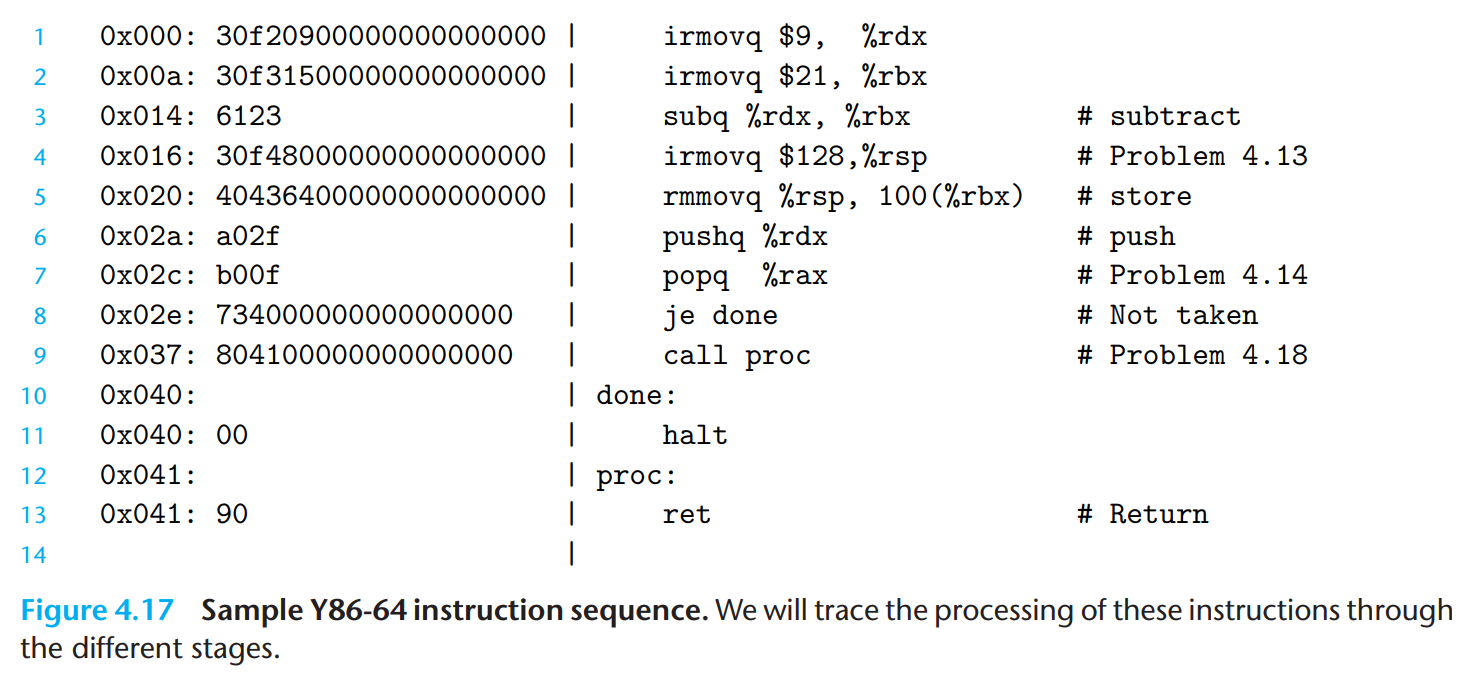 1 0x000: 30f20900000000000000 | irmovq $9, %rdx
2 0x00a: 30f31500000000000000 | irmovq $21, %rbx
3 0x014: 6123 | subq %rdx, %rbx # subtract
4 0x016: 30f48000000000000000 | irmovq $128,%rsp # Problem 4.13
5 0x020: 40436400000000000000 | rmmovq %rsp, 100(%rbx) # store
6 0x02a: a02f | pushq %rdx # push
7 0x02c: b00f | popq %rax # Problem 4.14
8 0x02e: 734000000000000000 | je done # Not taken
9 0x037: 804100000000000000 | call proc # Problem 4.18
10 0x040: | done:
11 0x040: 00 | halt
12 0x041: | proc:
13 0x041: 90 | ret # Return
14 |
Figure 4.17 Sample Y86-64 instruction sequence. We will trace the processing of these instructions through
the different stages.